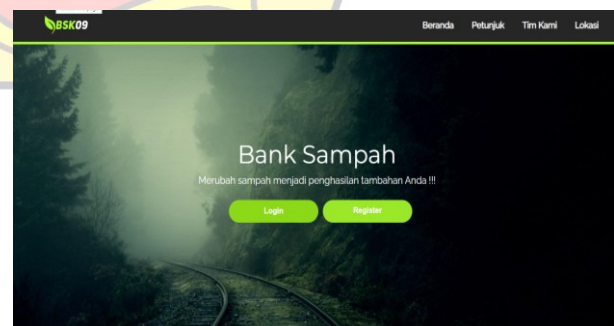 BSK09
Beranda Petunjuk Tim Kami Lokasi
Bank Sampah
Merubah sampah menjadi penghasilan tambahan Anda !!!
Login Register